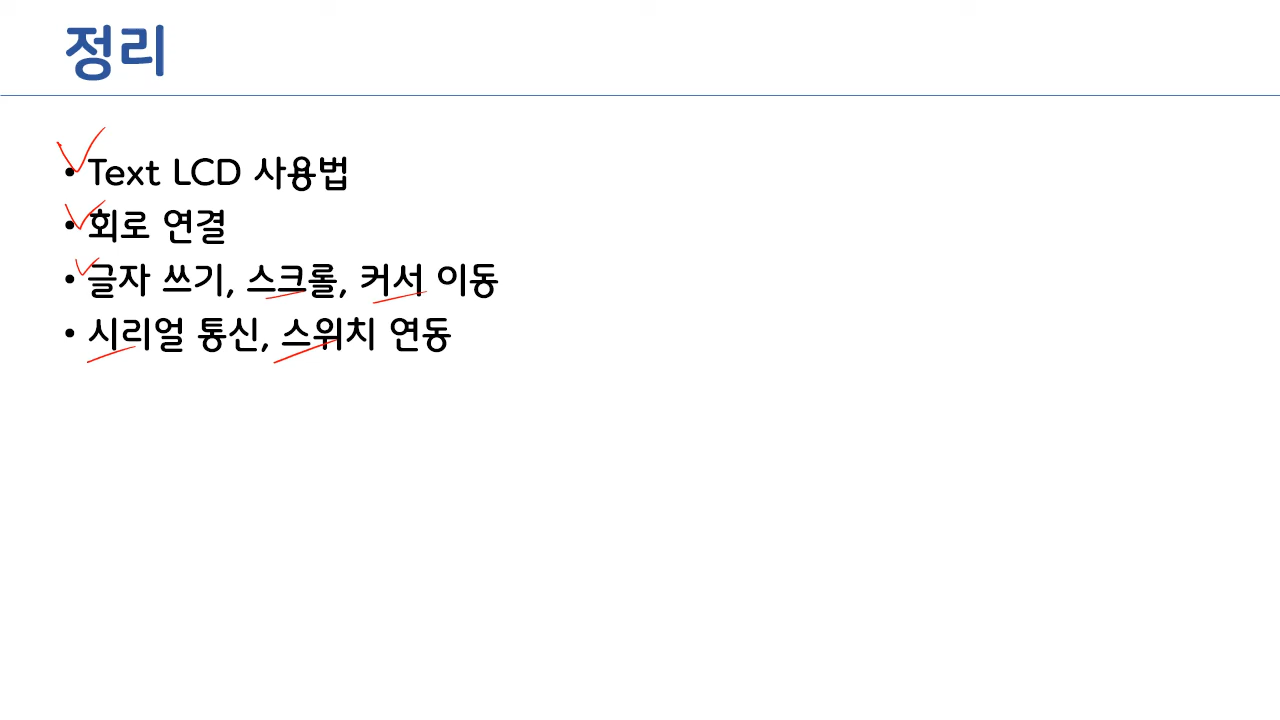 정리
• Text LCD 사용법
• 회로 연결
• 글자 쓰기, 스크롤, 커서 이동
• 시리얼 통신, 스위치 연동